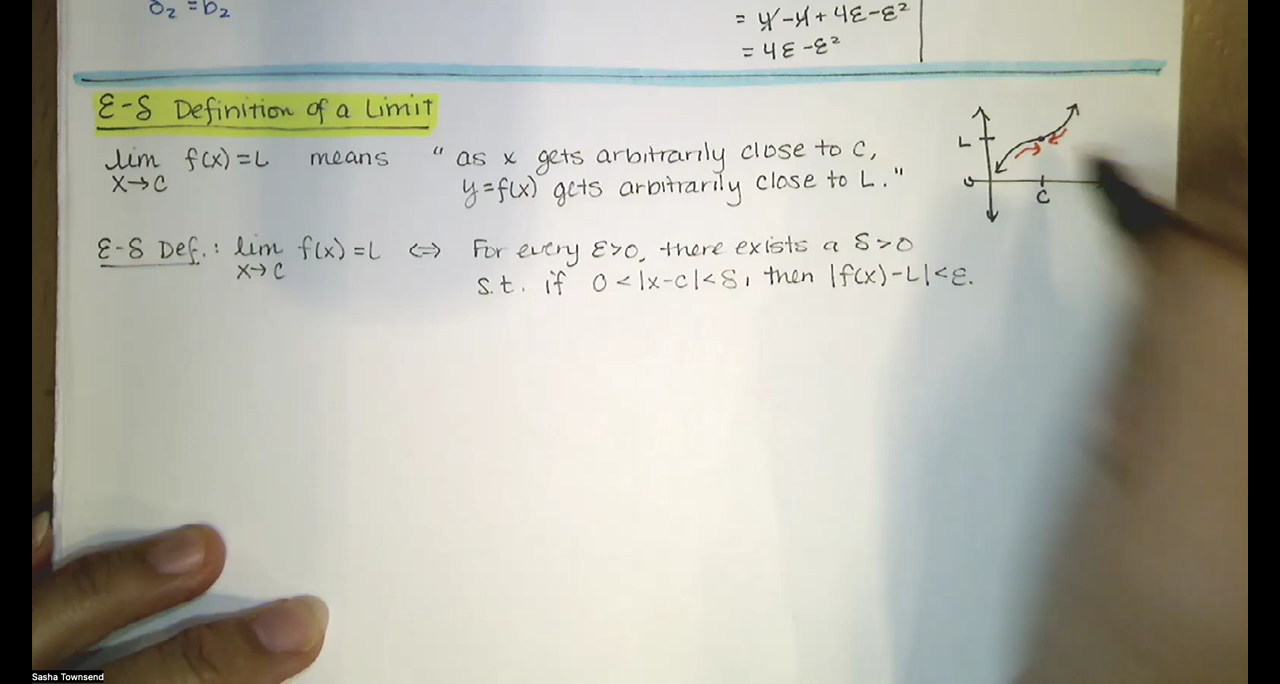 δ₂ = b₂
= 4 - 4 + 4ε - ε²
= 4ε - ε²
ε-δ Definition of a Limit
lim f(x) = L means " as x gets arbitrarily close to c,
x→c
y = f(x) gets arbitrarily close to L. "
ε-δ Def.: lim f(x) = L ⇔ For every ε>0, there exists a δ>0
x→c
s.t. if 0 < |x-c| < δ, then |f(x)-L| < ε.
L
c
Sasha Townsend